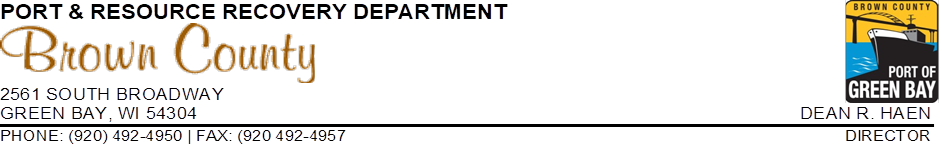 PORT & RESOURCE RECOVERY DEPARTMENT
Brown County
2561 SOUTH BROADWAY
GREEN BAY, WI 54304
PHONE: (920) 492-4950 | FAX: (920 492-4957
BROWN COUNTY
PORT OF
GREEN BAY
DEAN R. HAEN
DIRECTOR